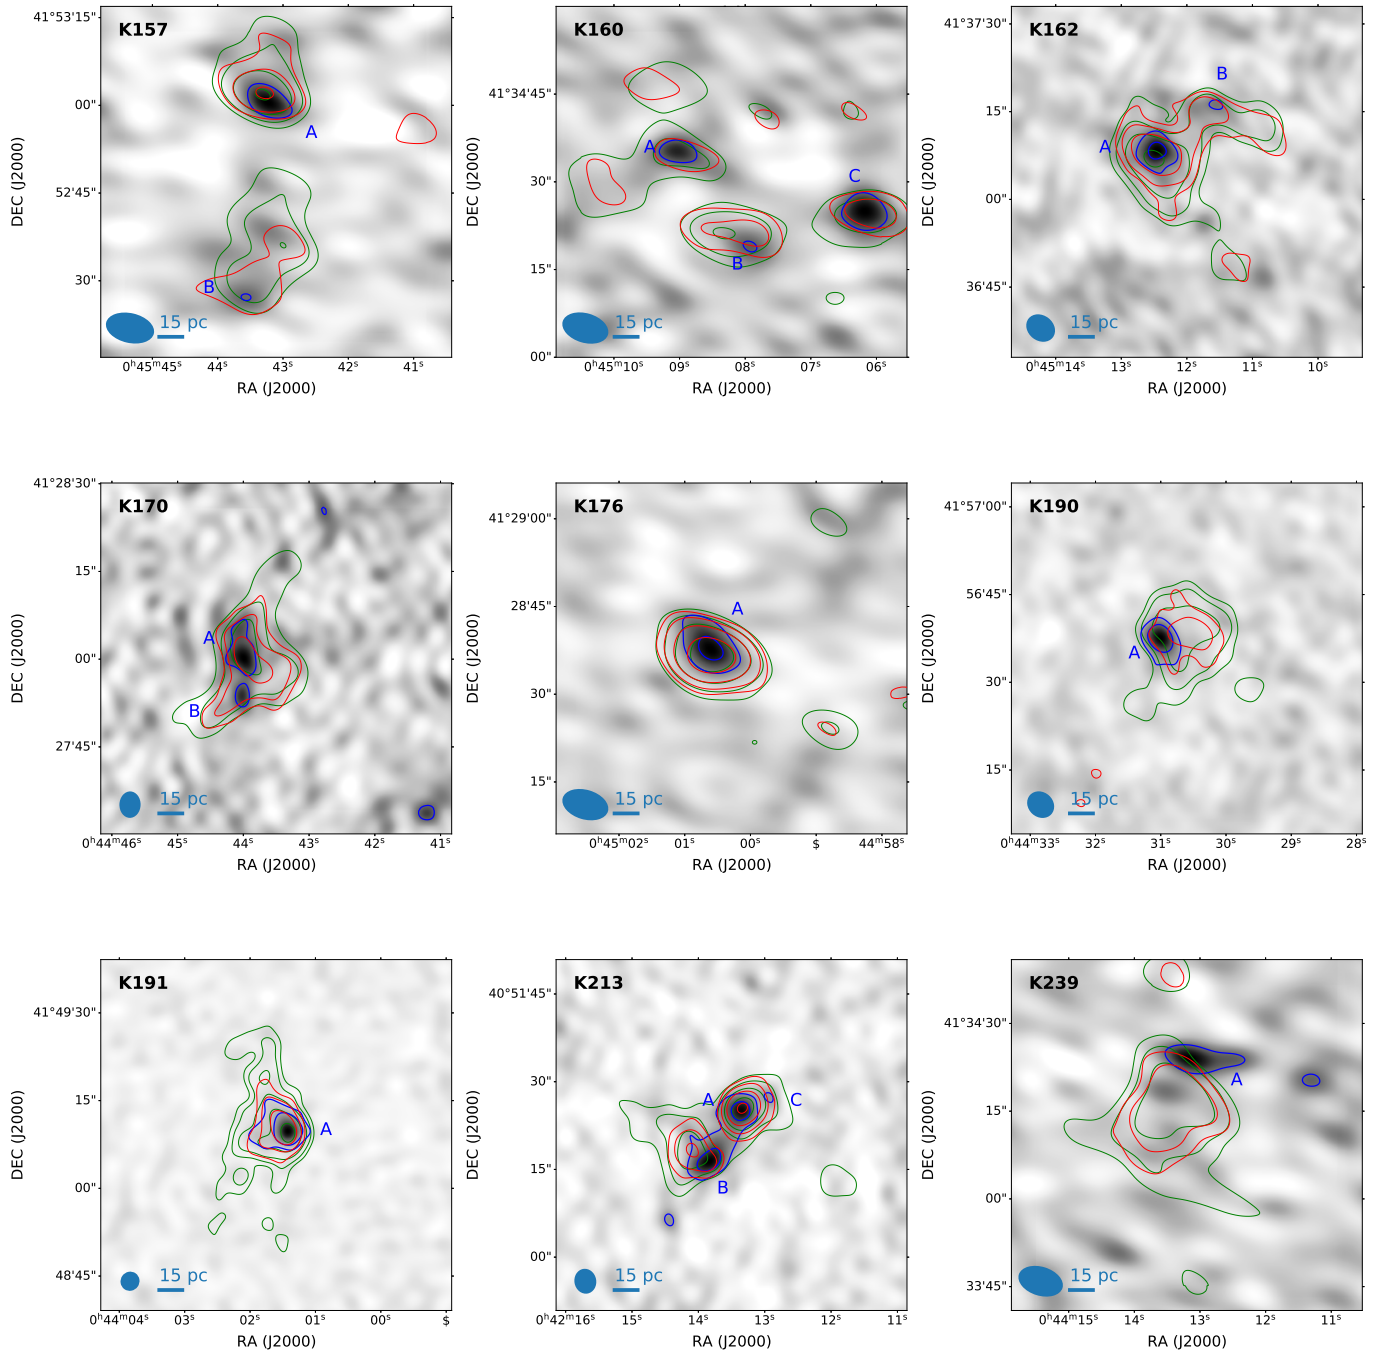 K157
41°53'15"
00"
52'45"
30"
DEC (J2000)
A
B
15 pc
0ʰ45ᵐ45ˢ 44ˢ 43ˢ 42ˢ 41ˢ
RA (J2000)
K160
41°34'45"
30"
15"
00"
DEC (J2000)
A
C
B
15 pc
0ʰ45ᵐ10ˢ 09ˢ 08ˢ 07ˢ 06ˢ
RA (J2000)
K162
41°37'30"
15"
00"
36'45"
DEC (J2000)
B
A
15 pc
0ʰ45ᵐ14ˢ 13ˢ 12ˢ 11ˢ 10ˢ
RA (J2000)
K170
41°28'30"
15"
00"
27'45"
DEC (J2000)
A
B
15 pc
0ʰ44ᵐ46ˢ 45ˢ 44ˢ 43ˢ 42ˢ 41ˢ
RA (J2000)
K176
41°29'00"
28'45"
30"
15"
DEC (J2000)
A
15 pc
0ʰ45ᵐ02ˢ 01ˢ 00ˢ $ 44ᵐ58ˢ
RA (J2000)
K190
41°57'00"
56'45"
30"
15"
DEC (J2000)
A
15 pc
0ʰ44ᵐ33ˢ 32ˢ 31ˢ 30ˢ 29ˢ 28ˢ
RA (J2000)
K191
41°49'30"
15"
00"
48'45"
DEC (J2000)
A
15 pc
0ʰ44ᵐ04ˢ 03ˢ 02ˢ 01ˢ $
RA (J2000)
K213
40°51'45"
30"
15"
00"
DEC (J2000)
A
C
B
15 pc
0ʰ42ᵐ16ˢ 15ˢ 14ˢ 13ˢ 12ˢ 11ˢ
RA (J2000)
K239
41°34'30"
15"
00"
33'45"
DEC (J2000)
A
15 pc
0ʰ44ᵐ15ˢ 14ˢ 13ˢ 12ˢ 11ˢ
RA (J2000)